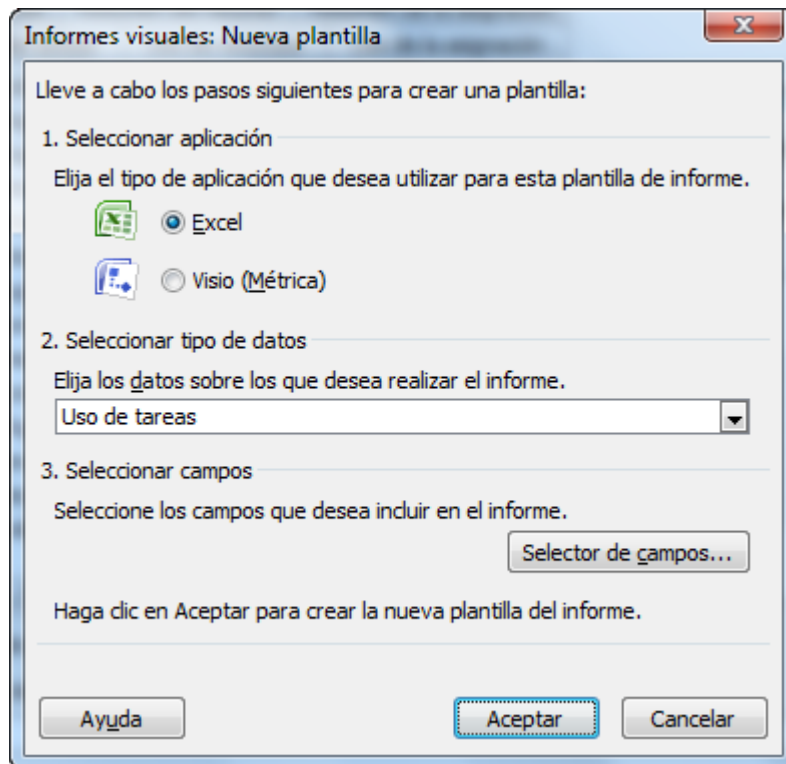 Informes visuales: Nueva plantilla
Lleve a cabo los pasos siguientes para crear una plantilla:
1. Seleccionar aplicación
Elija el tipo de aplicación que desea utilizar para esta plantilla de informe.
Excel
Visio (Métrica)
2. Seleccionar tipo de datos
Elija los datos sobre los que desea realizar el informe.
Uso de tareas
3. Seleccionar campos
Seleccione los campos que desea incluir en el informe.
Selector de campos...
Haga clic en Aceptar para crear la nueva plantilla del informe.
Ayuda Aceptar Cancelar